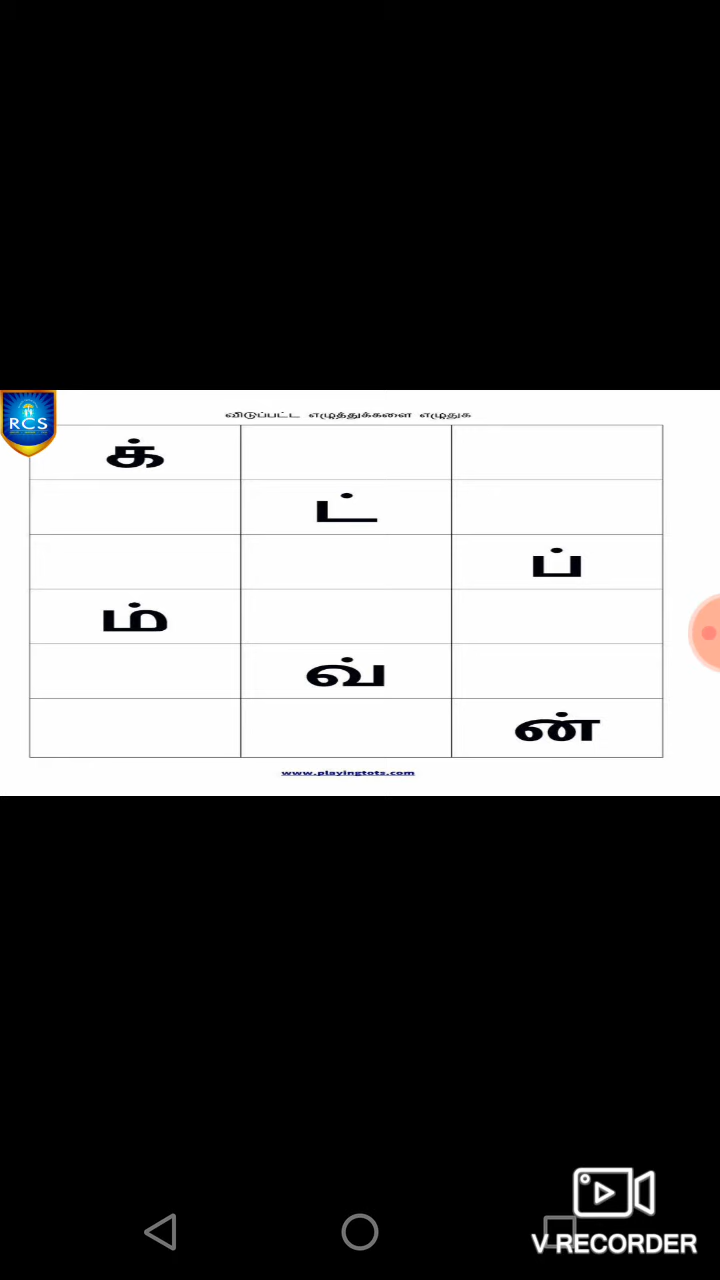 RCS
விடுப்பட்ட எழுத்துக்களை எழுதுக
க்
ட்
ப்
ம்
வ்
ன்
www.playingtots.com
V RECORDER